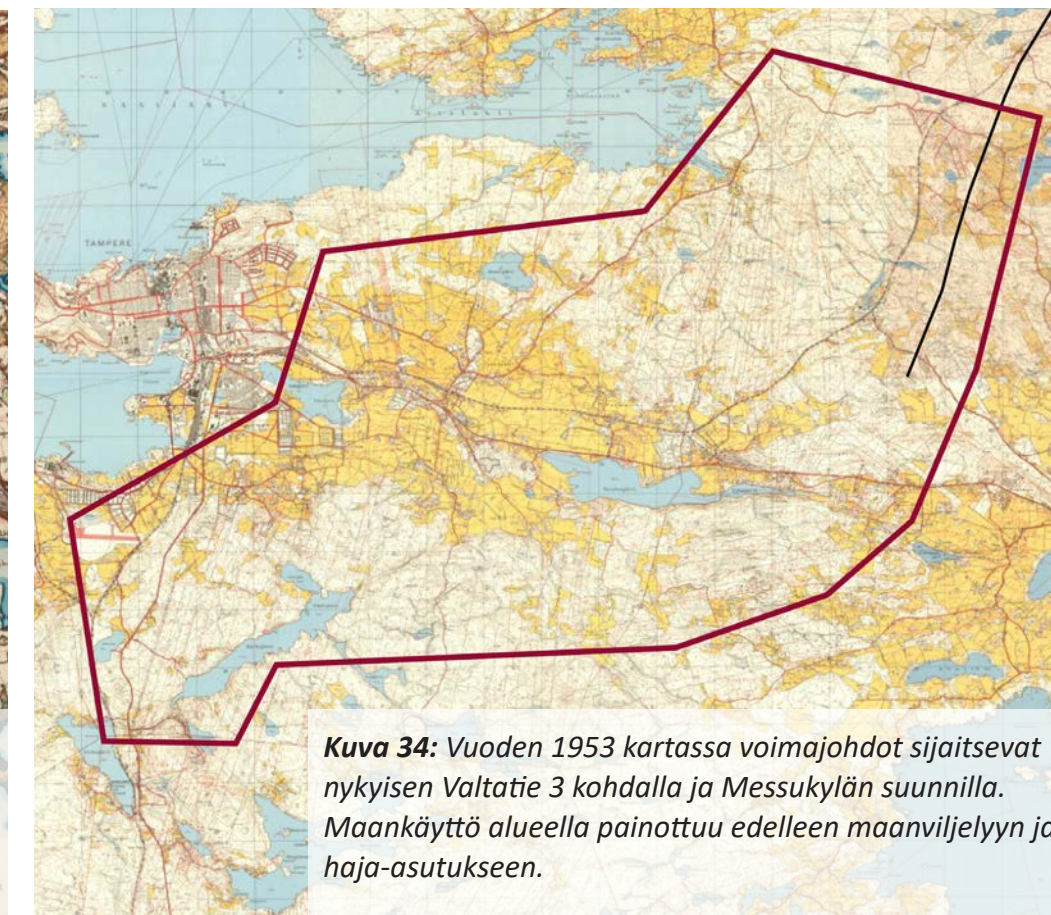 TAMPERE
Kuva 34: Vuoden 1953 kartassa voimajohdot sijaitsevat
nykyisen Valtatie 3 kohdalla ja Messukylän suunnilla.
Maankäyttö alueella painottuu edelleen maanviljelyyn ja
haja-asutukseen.